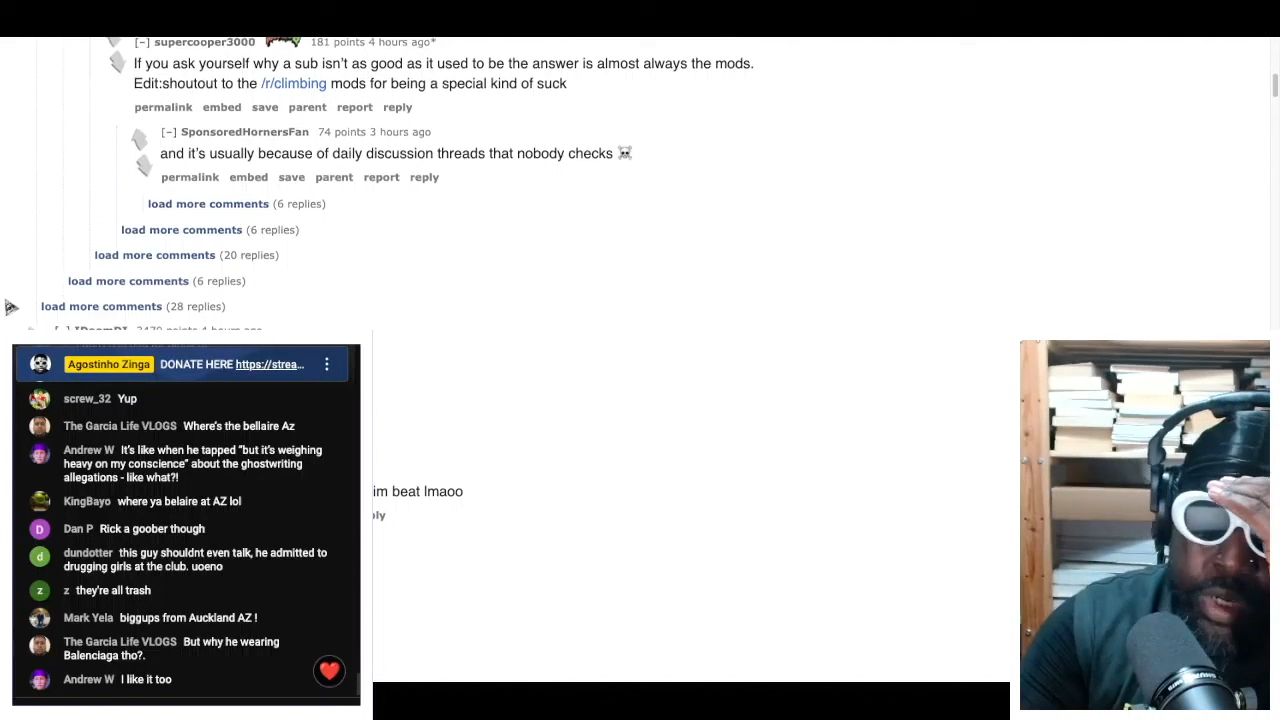 [–] supercooper3000 181 points 4 hours ago*
If you ask yourself why a sub isn't as good as it used to be the answer is almost always the mods.
Edit:shoutout to the /r/climbing mods for being a special kind of suck
permalink embed save parent report reply
[–] SponsoredHornersFan 74 points 3 hours ago
and it's usually because of daily discussion threads that nobody checks ☠️
permalink embed save parent report reply
load more comments (6 replies)
load more comments (6 replies)
load more comments (20 replies)
load more comments (6 replies)
load more comments (28 replies)
Agostinho Zinga DONATE HERE https://strea...
screw_32 Yup
The Garcia Life VLOGS Where's the bellaire Az
Andrew W It's like when he tapped "but it's weighing
heavy on my conscience" about the ghostwriting
allegations - like what?!
KingBayo where ya belaire at AZ lol
D Dan P Rick a goober though
d dundotter this guy shouldnt even talk, he admitted to
drugging girls at the club. uoeno
z z they're all trash
Mark Yela biggups from Auckland AZ !
The Garcia Life VLOGS But why he wearing
Balenciaga tho?.
Andrew W I like it too
im beat lmaoo
ply